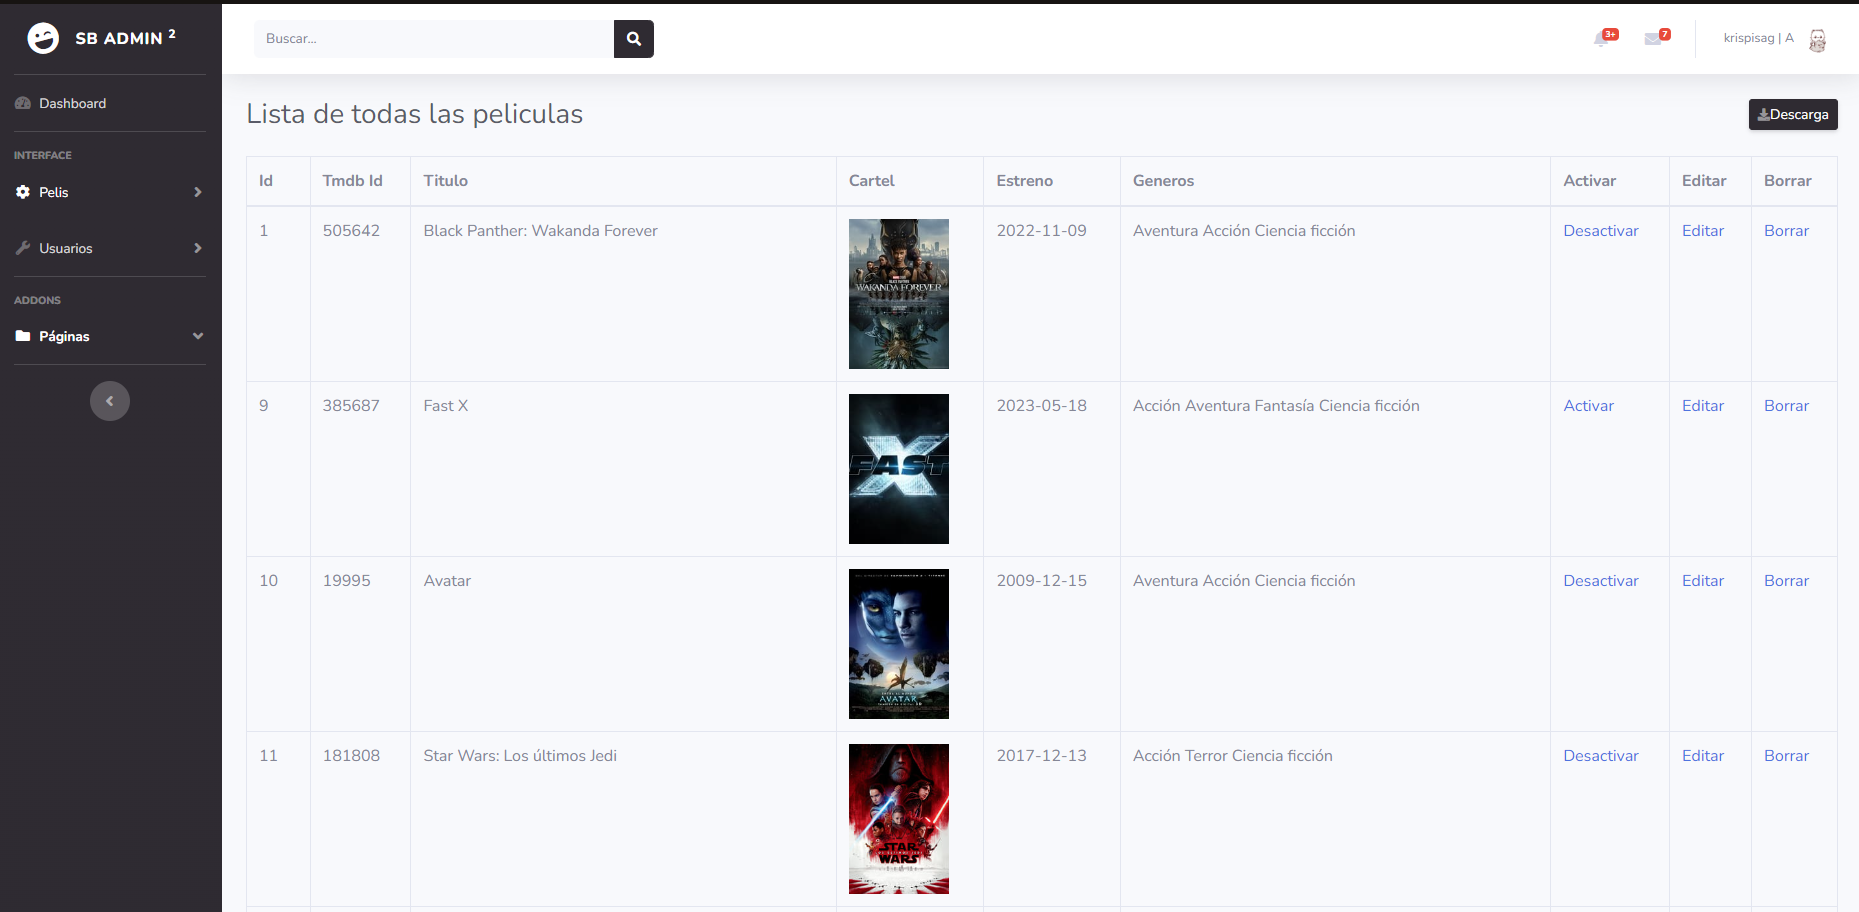 SB ADMIN 2
Buscar...
3+
7
krispisag | A
Dashboard
INTERFACE
Pelis
Usuarios
ADDONS
Páginas
Lista de todas las peliculas
Descarga
Id Tmdb Id Titulo Cartel Estreno Generos Activar Editar Borrar
1 505642 Black Panther: Wakanda Forever 2022-11-09 Aventura Acción Ciencia ficción Desactivar Editar Borrar
WAKANDA FOREVER
9 385687 Fast X 2023-05-18 Acción Aventura Fantasía Ciencia ficción Activar Editar Borrar
FAST X
10 19995 Avatar 2009-12-15 Aventura Acción Ciencia ficción Desactivar Editar Borrar
AVATAR
11 181808 Star Wars: Los últimos Jedi 2017-12-13 Acción Terror Ciencia ficción Desactivar Editar Borrar
STAR
WARS